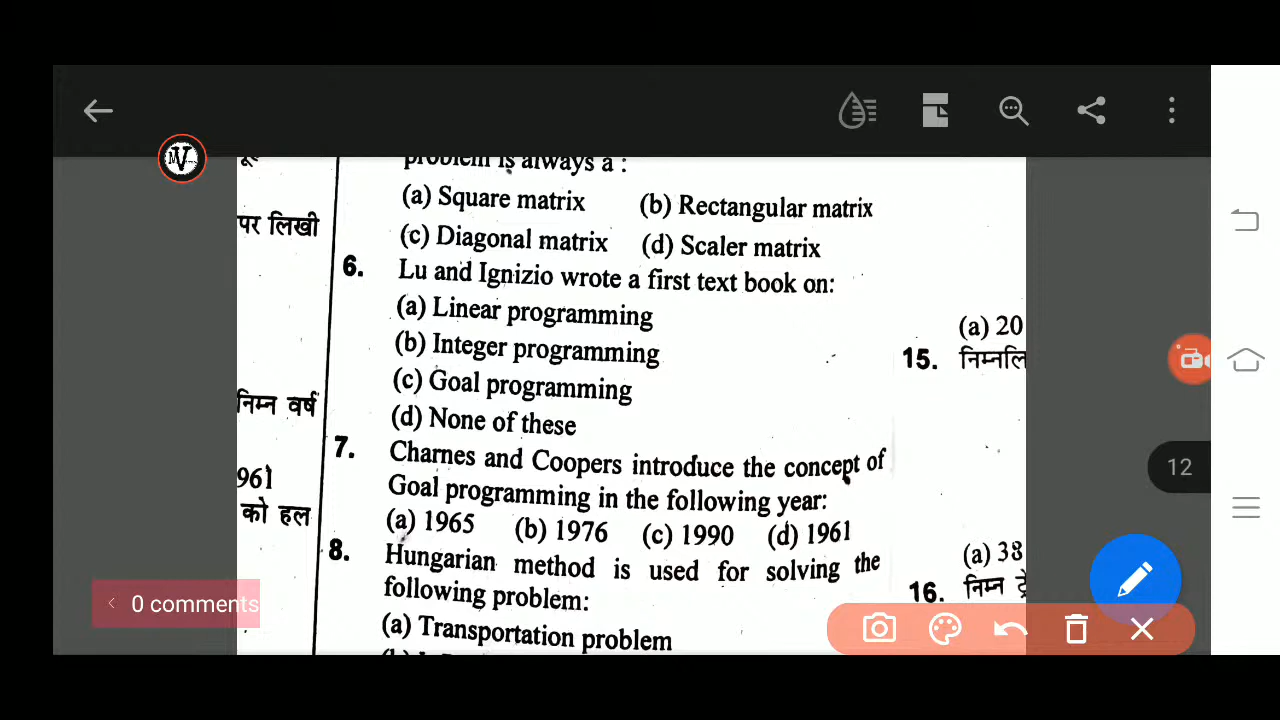 problem is always a :
(a) Square matrix (b) Rectangular matrix
(c) Diagonal matrix (d) Scaler matrix
6. Lu and Ignizio wrote a first text book on:
(a) Linear programming
(b) Integer programming
(c) Goal programming
(d) None of these
7. Charnes and Coopers introduce the concept of
Goal programming in the following year:
(a) 1965 (b) 1976 (c) 1990 (d) 1961
8. Hungarian method is used for solving the
following problem:
(a) Transportation problem
पर लिखी
निम्न वर्ष
961
को हल
(a) 20
15. निम्नलि
(a) 38
16. निम्न ट्रे
12
0 comments
MV